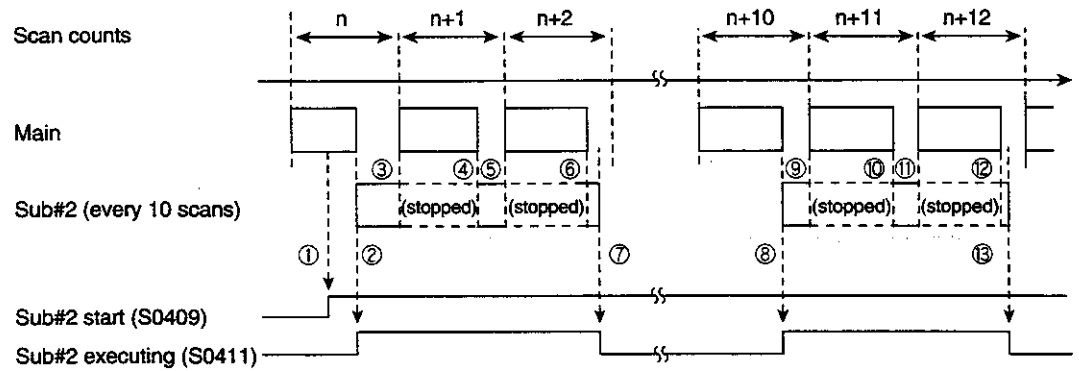 n n+1 n+2 n+10 n+11 n+12
Scan counts
Main
③ ④ ⑤ ⑥ ⑨ ⑩ ⑪ ⑫
Sub#2 (every 10 scans) (stopped) (stopped) (stopped) (stopped)
① ② ⑦ ⑧ ⑬
Sub#2 start (S0409)
Sub#2 executing (S0411)